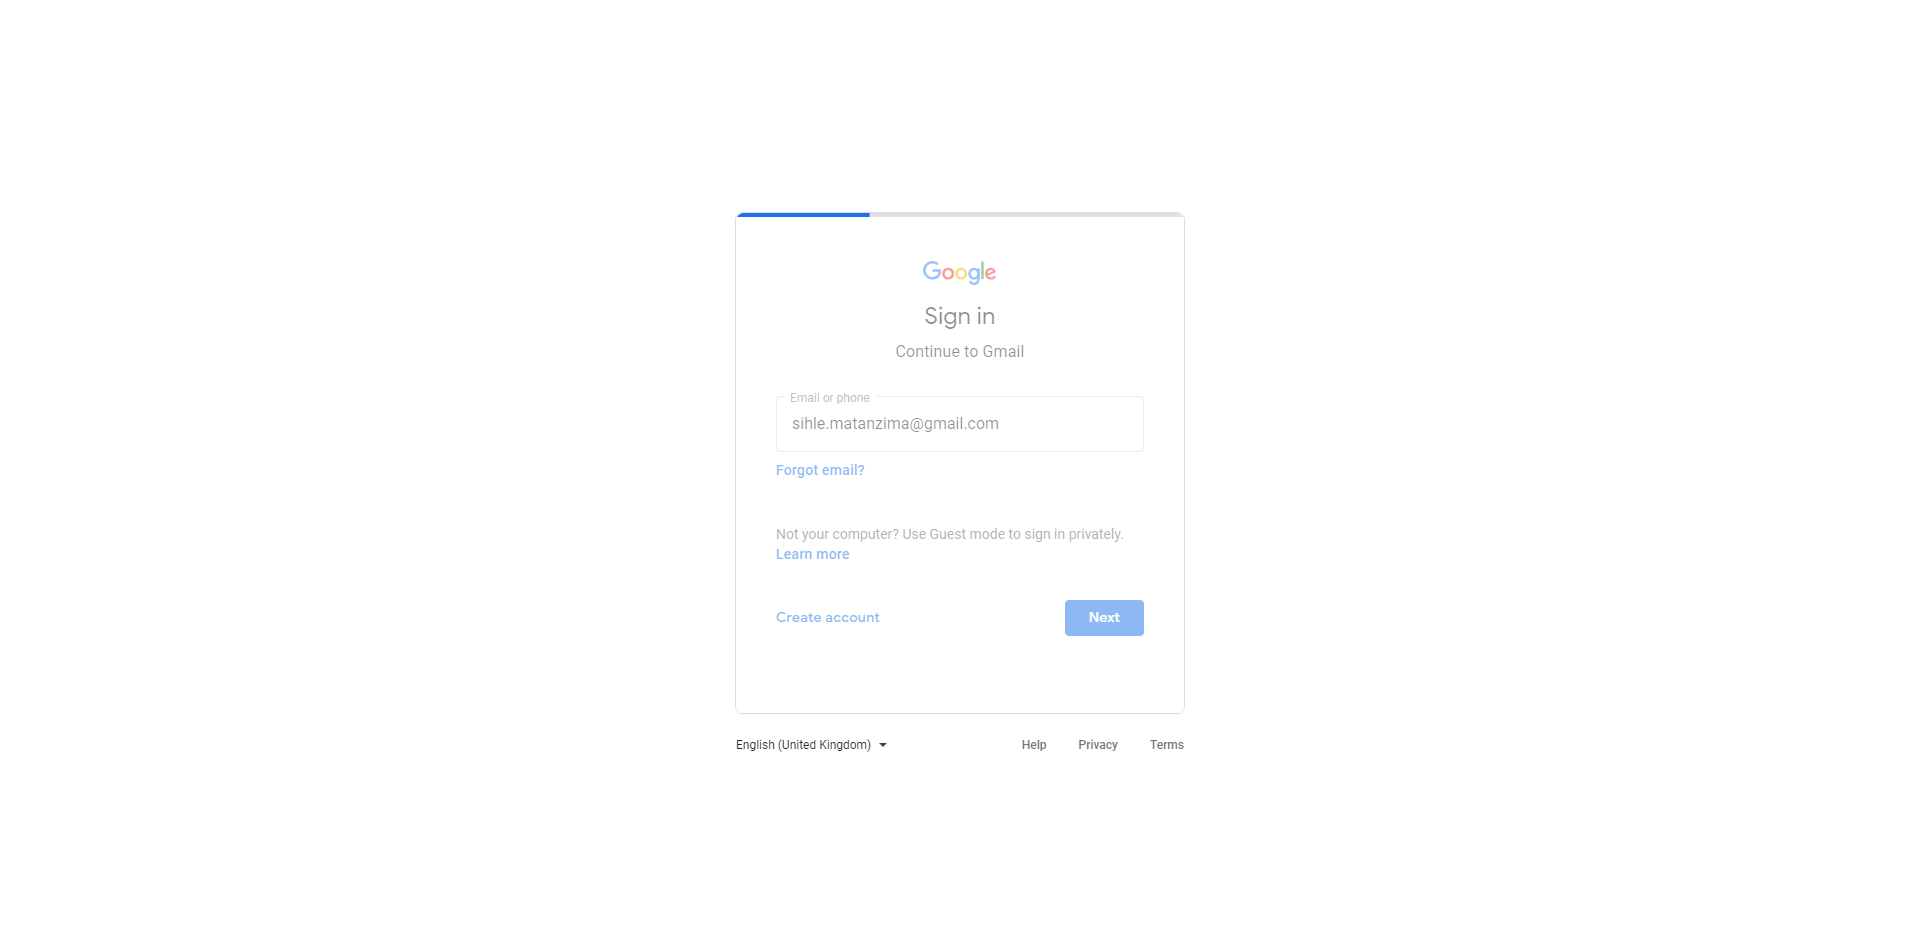 Google
Sign in
Continue to Gmail
Email or phone
sihle.matanzima@gmail.com
Forgot email?
Not your computer? Use Guest mode to sign in privately.
Learn more
Create account
Next
English (United Kingdom)
Help
Privacy
Terms